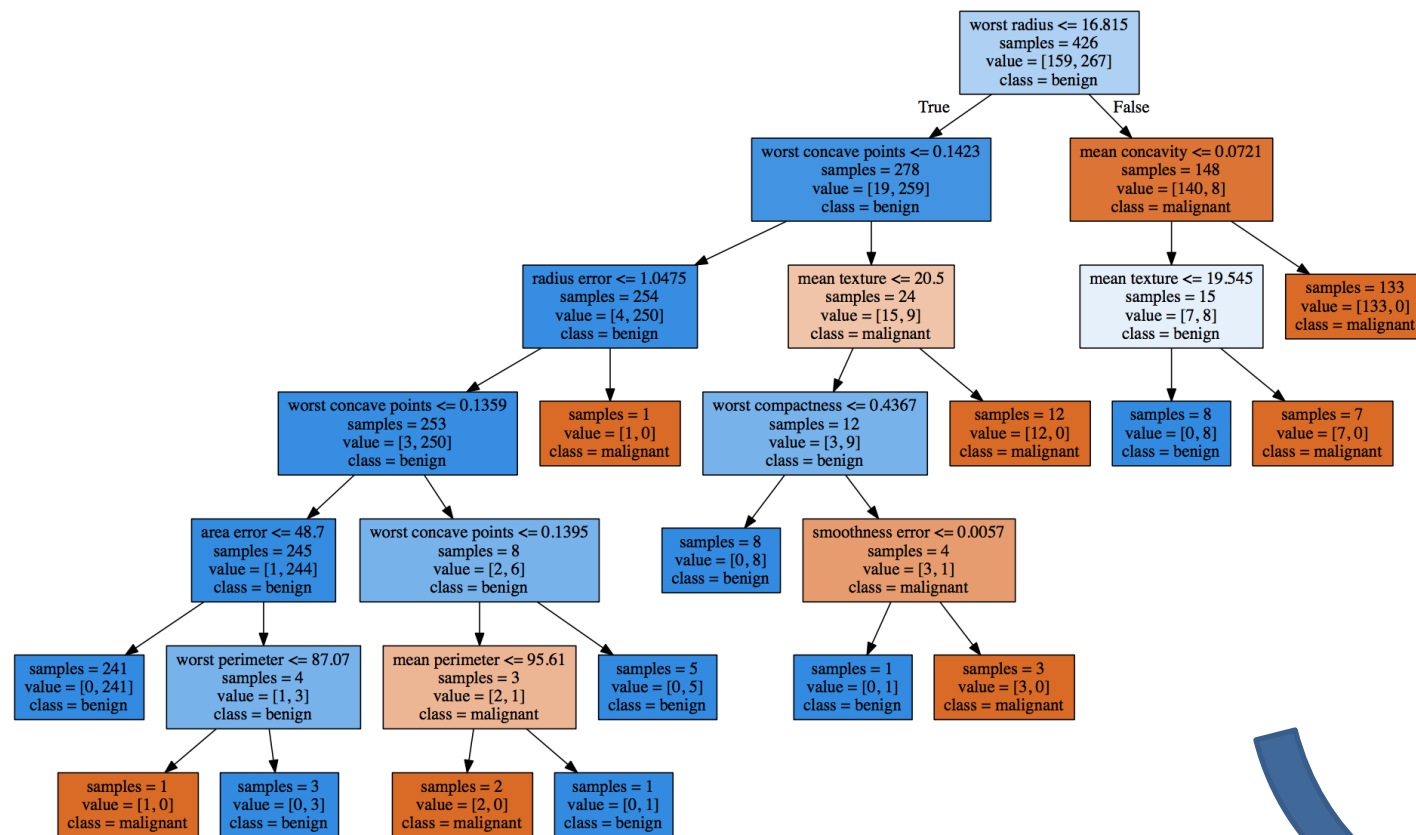 worst radius <= 16.815
samples = 426
value = [159, 267]
class = benign
True
False
worst concave points <= 0.1423
samples = 278
value = [19, 259]
class = benign
mean concavity <= 0.0721
samples = 148
value = [140, 8]
class = malignant
radius error <= 1.0475
samples = 254
value = [4, 250]
class = benign
mean texture <= 20.5
samples = 24
value = [15, 9]
class = malignant
mean texture <= 19.545
samples = 15
value = [7, 8]
class = benign
samples = 133
value = [133, 0]
class = malignant
worst concave points <= 0.1359
samples = 253
value = [3, 250]
class = benign
samples = 1
value = [1, 0]
class = malignant
worst compactness <= 0.4367
samples = 12
value = [3, 9]
class = benign
samples = 12
value = [12, 0]
class = malignant
samples = 8
value = [0, 8]
class = benign
samples = 7
value = [7, 0]
class = malignant
area error <= 48.7
samples = 245
value = [1, 244]
class = benign
worst concave points <= 0.1395
samples = 8
value = [2, 6]
class = benign
samples = 8
value = [0, 8]
class = benign
smoothness error <= 0.0057
samples = 4
value = [3, 1]
class = malignant
samples = 241
value = [0, 241]
class = benign
worst perimeter <= 87.07
samples = 4
value = [1, 3]
class = benign
mean perimeter <= 95.61
samples = 3
value = [2, 1]
class = malignant
samples = 5
value = [0, 5]
class = benign
samples = 1
value = [0, 1]
class = benign
samples = 3
value = [3, 0]
class = malignant
samples = 1
value = [1, 0]
class = malignant
samples = 3
value = [0, 3]
class = benign
samples = 2
value = [2, 0]
class = malignant
samples = 1
value = [0, 1]
class = benign